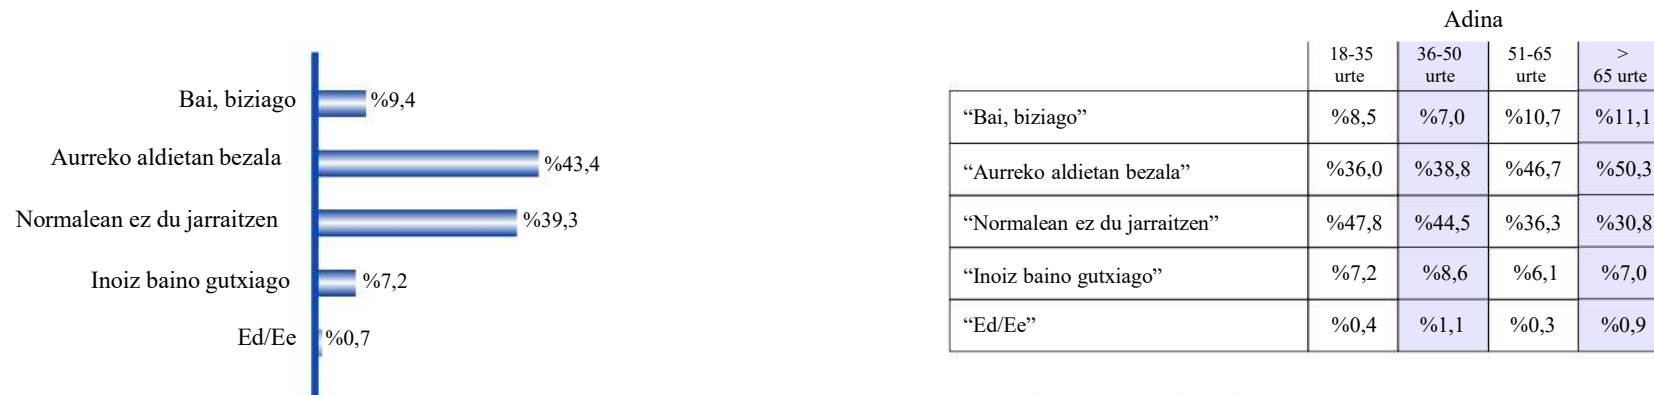 Bai, biziago %9,4
Aurreko aldietan bezala %43,4
Normalean ez du jarraitzen %39,3
Inoiz baino gutxiago %7,2
Ed/Ee %0,7
Adina
18-35 urte 36-50 urte 51-65 urte > 65 urte
“Bai, biziago” %8,5 %7,0 %10,7 %11,1
“Aurreko aldietan bezala” %36,0 %38,8 %46,7 %50,3
“Normalean ez du jarraitzen” %47,8 %44,5 %36,3 %30,8
“Inoiz baino gutxiago” %7,2 %8,6 %6,1 %7,0
“Ed/Ee” %0,4 %1,1 %0,3 %0,9